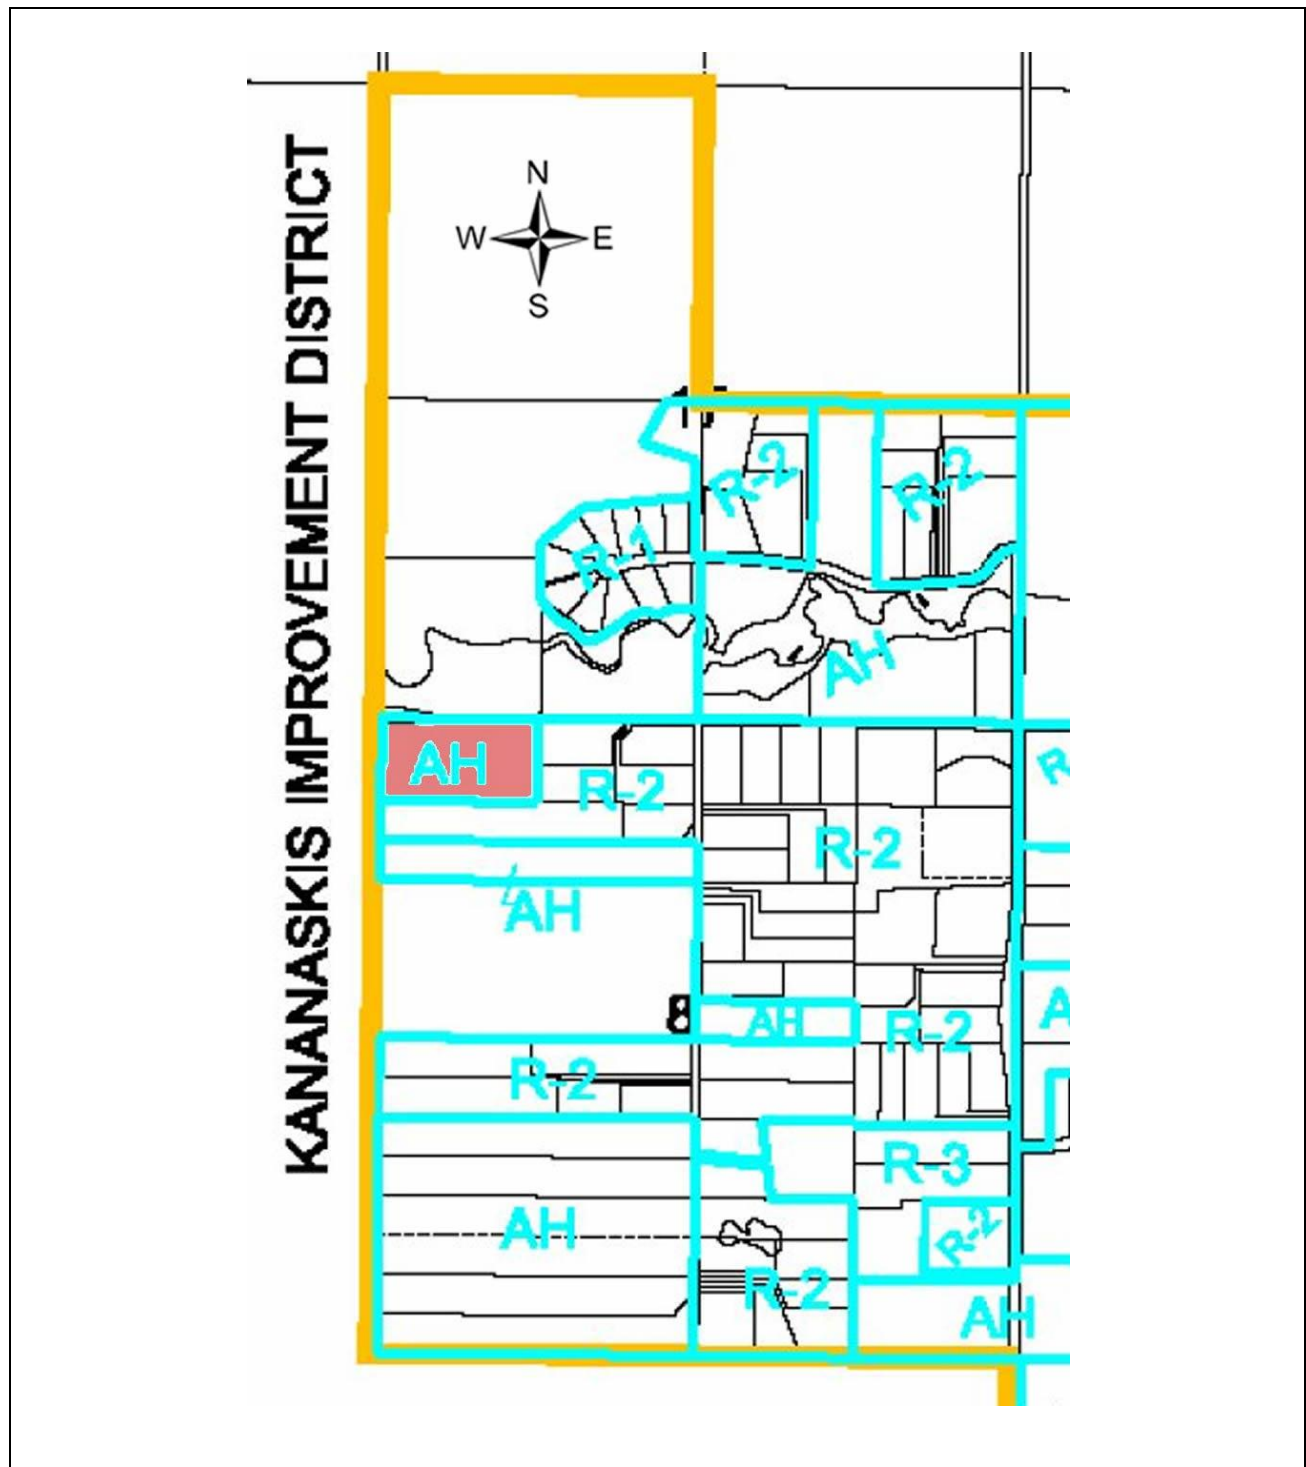 KANANASKIS IMPROVEMENT DISTRICT
N
W E
S
R-2
R-2
R-1
AH
AH
R-2
R-2
AH
8
AH
R-2
A
R-2
R-3
AH
R-2
R-2
AH